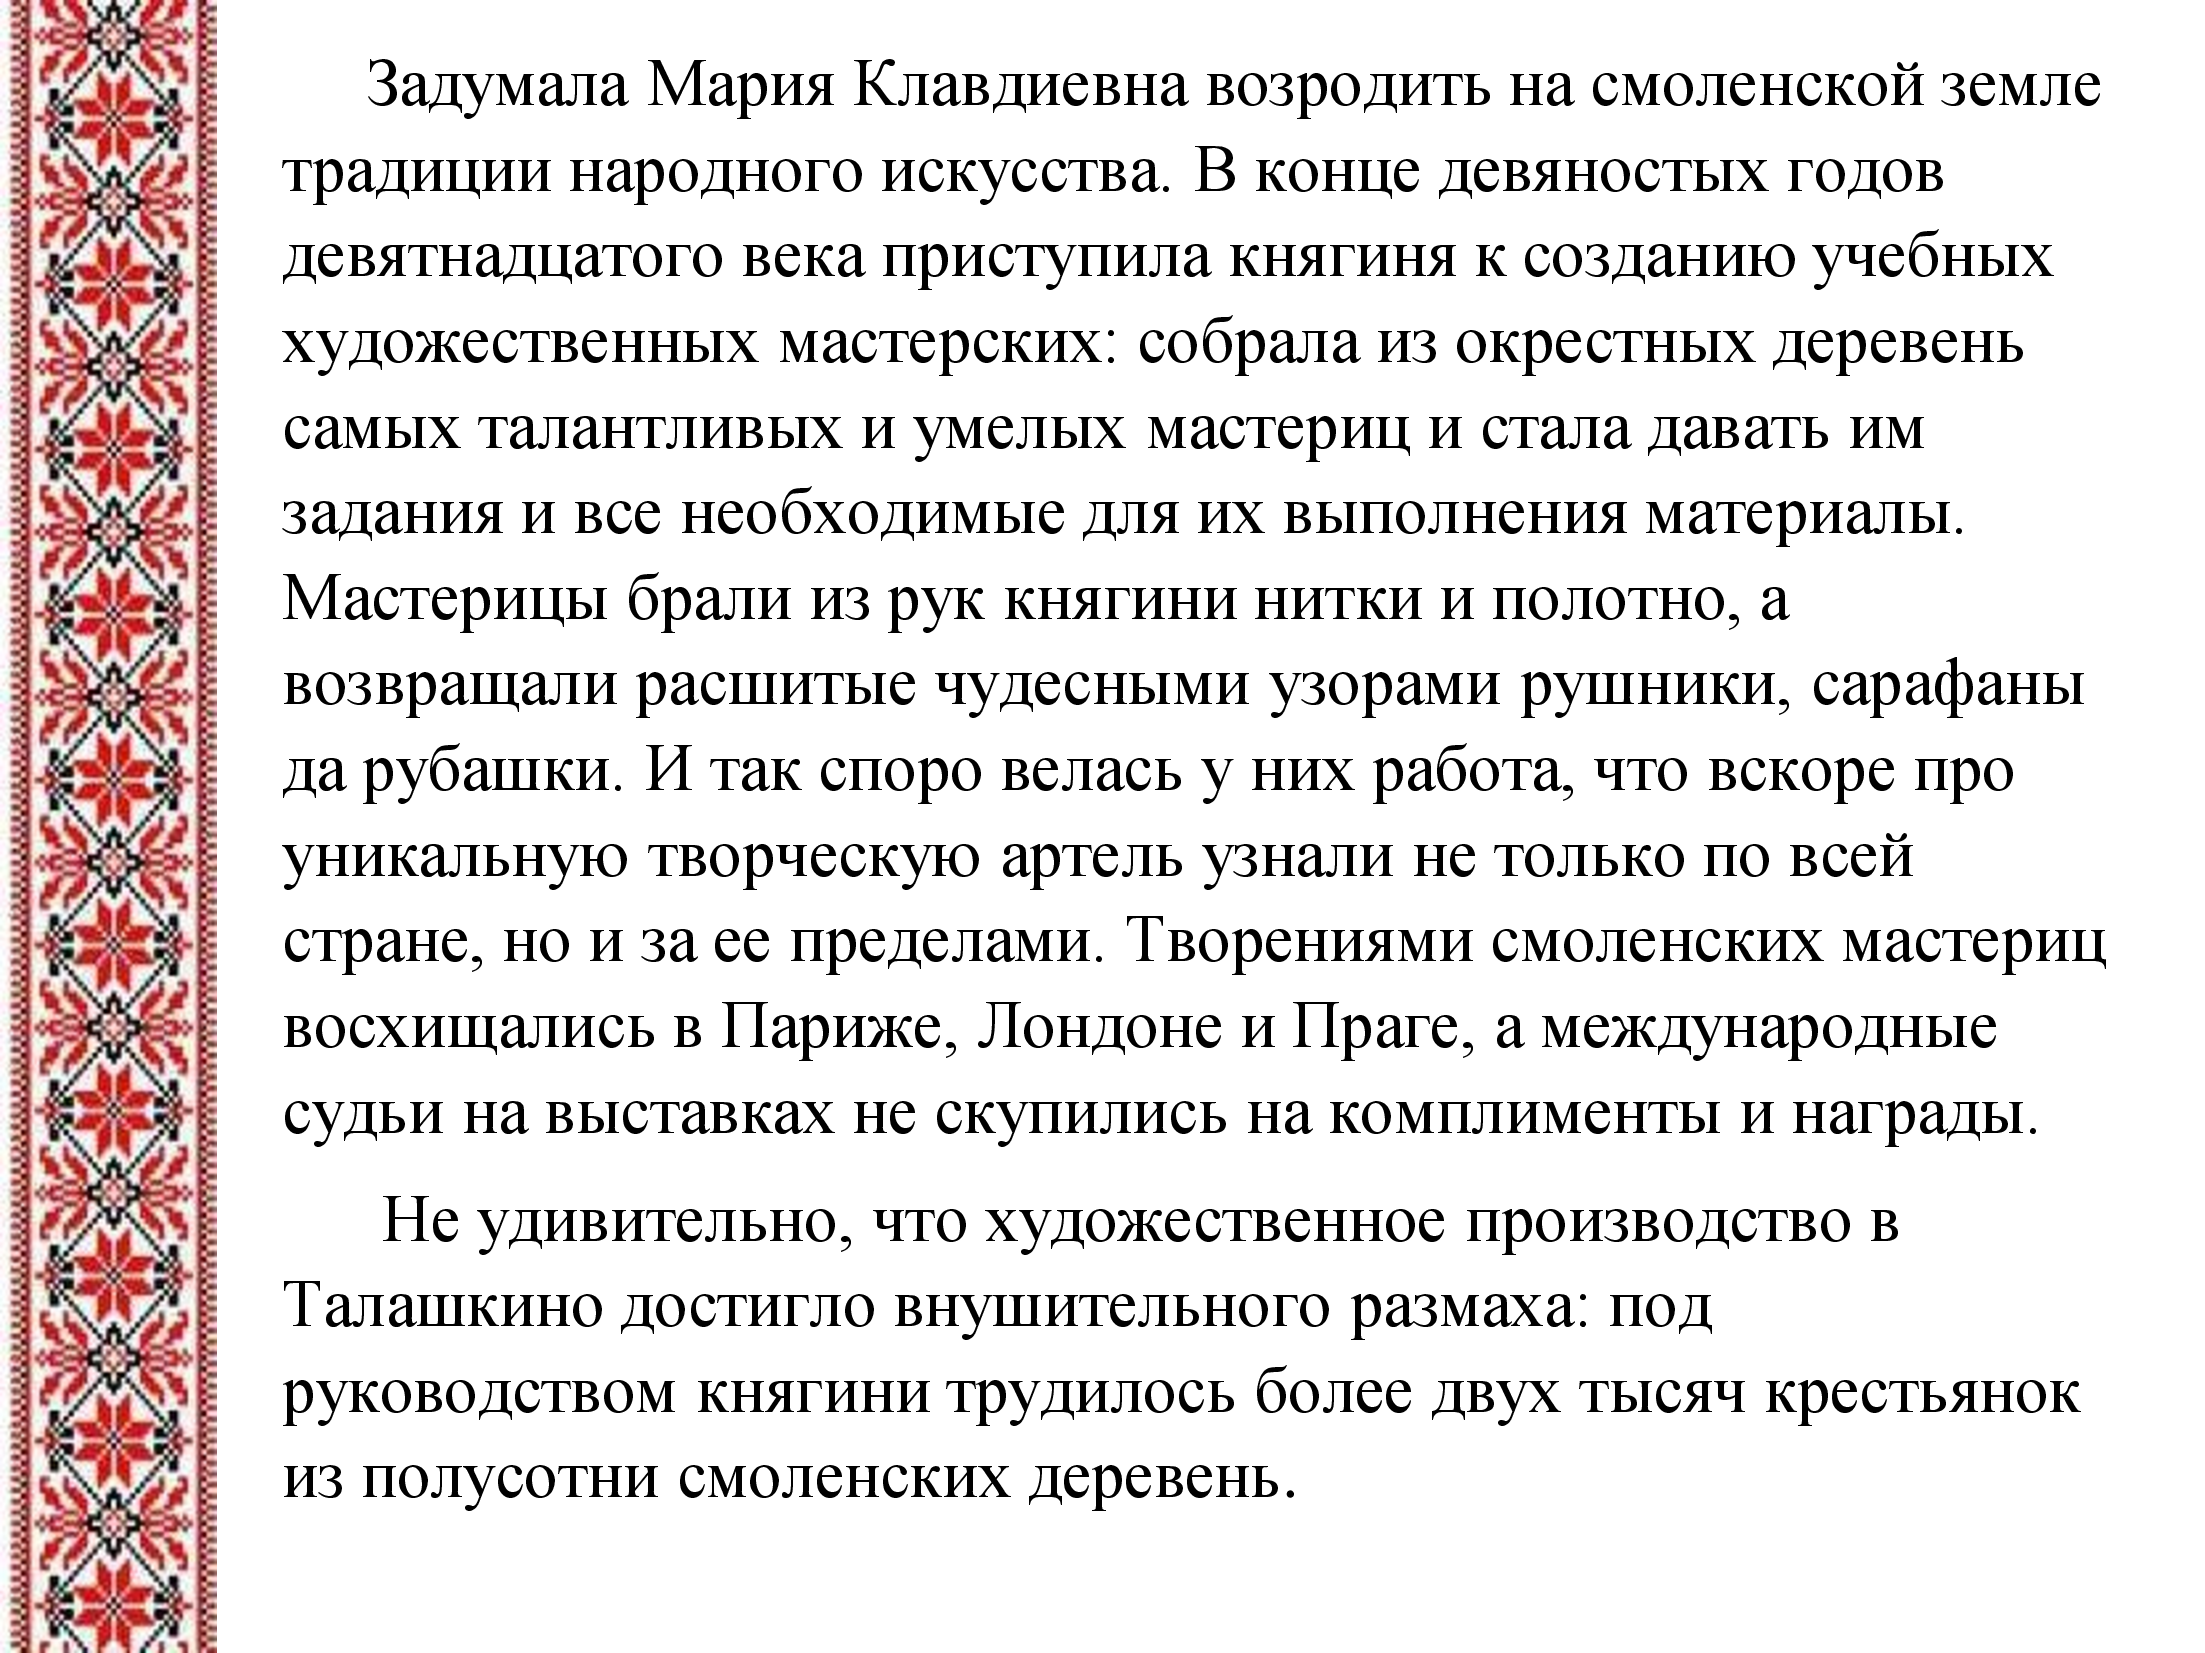 Задумала Мария Клавдиевна возродить на смоленской земле
традиции народного искусства. В конце девяностых годов
девятнадцатого века приступила княгиня к созданию учебных
художественных мастерских: собрала из окрестных деревень
самых талантливых и умелых мастериц и стала давать им
задания и все необходимые для их выполнения материалы.
Мастерицы брали из рук княгини нитки и полотно, а
возвращали расшитые чудесными узорами рушники, сарафаны
да рубашки. И так споро велась у них работа, что вскоре про
уникальную творческую артель узнали не только по всей
стране, но и за ее пределами. Творениями смоленских мастериц
восхищались в Париже, Лондоне и Праге, а международные
судьи на выставках не скупились на комплименты и награды.
Не удивительно, что художественное производство в
Талашкино достигло внушительного размаха: под
руководством княгини трудилось более двух тысяч крестьянок
из полусотни смоленских деревень.